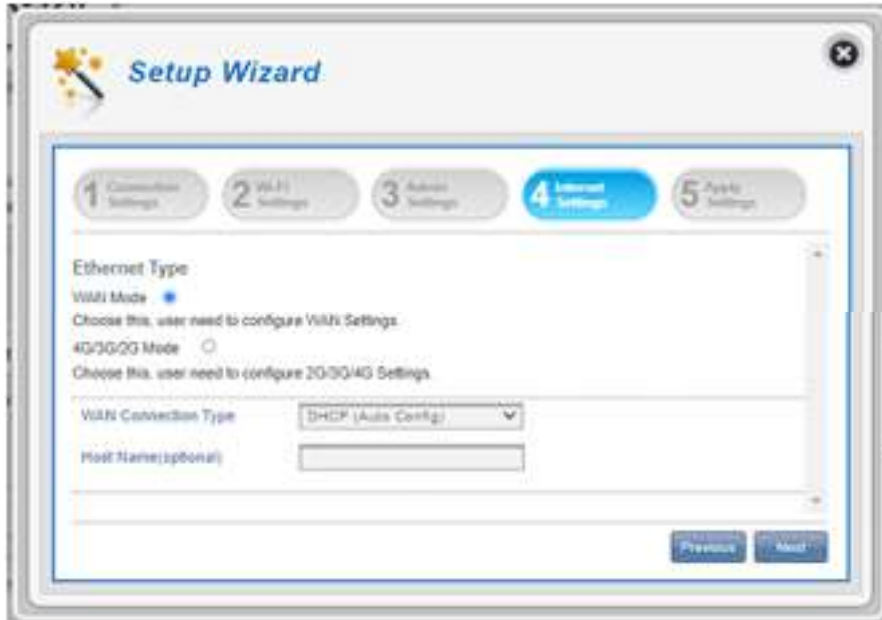 Setup Wizard
1 Connection Settings
2 Wi-Fi Settings
3 Admin Settings
4 Internet Settings
5 Apply Settings
Ethernet Type
WAN Mode
Choose this, user need to configure WAN Settings.
4G/3G/2G Mode
Choose this, user need to configure 2G/3G/4G Settings.
WAN Connection Type
DHCP (Auto Config)
Host Name(optional)
Previous
Next